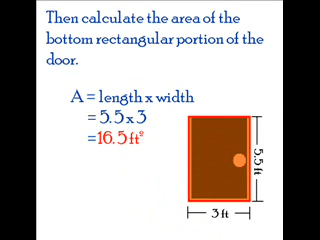 Then calculate the area of the
bottom rectangular portion of the
door.
A = length x width
= 5.5 x 3
= 16.5 ft²
5.5 ft
3 ft